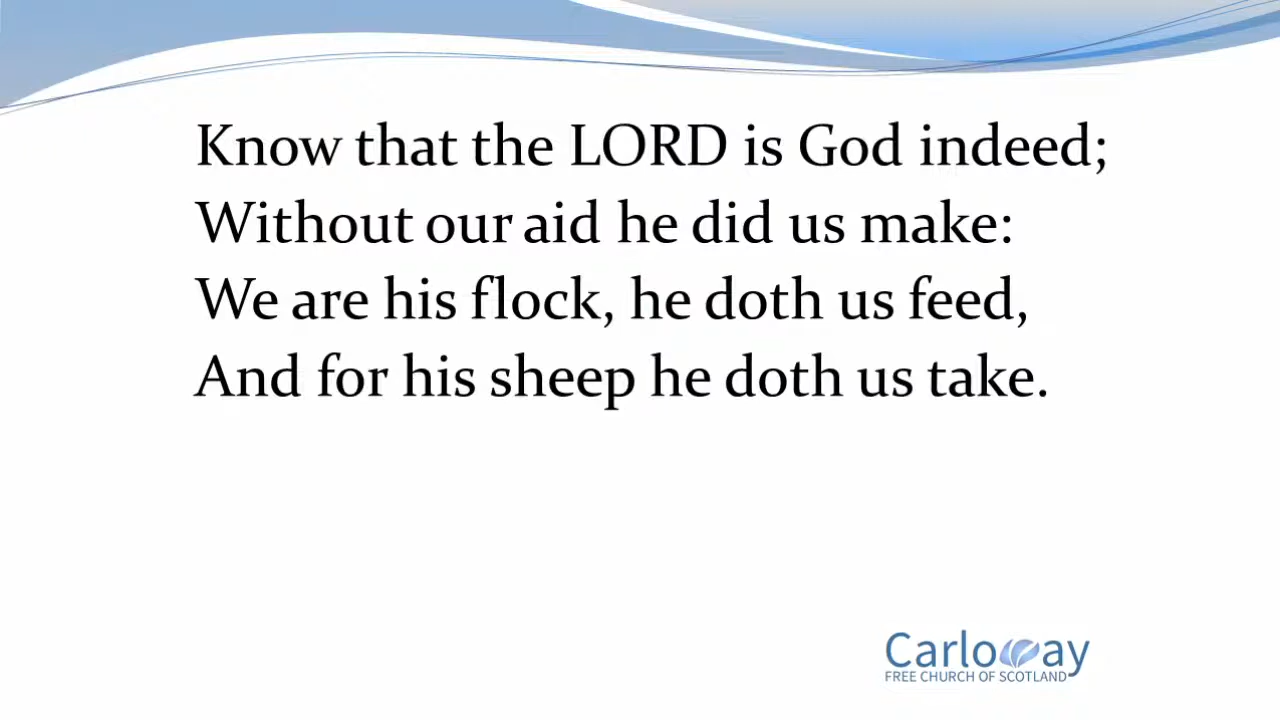 Know that the LORD is God indeed;
Without our aid he did us make:
We are his flock, he doth us feed,
And for his sheep he doth us take.
Carloway
FREE CHURCH OF SCOTLAND